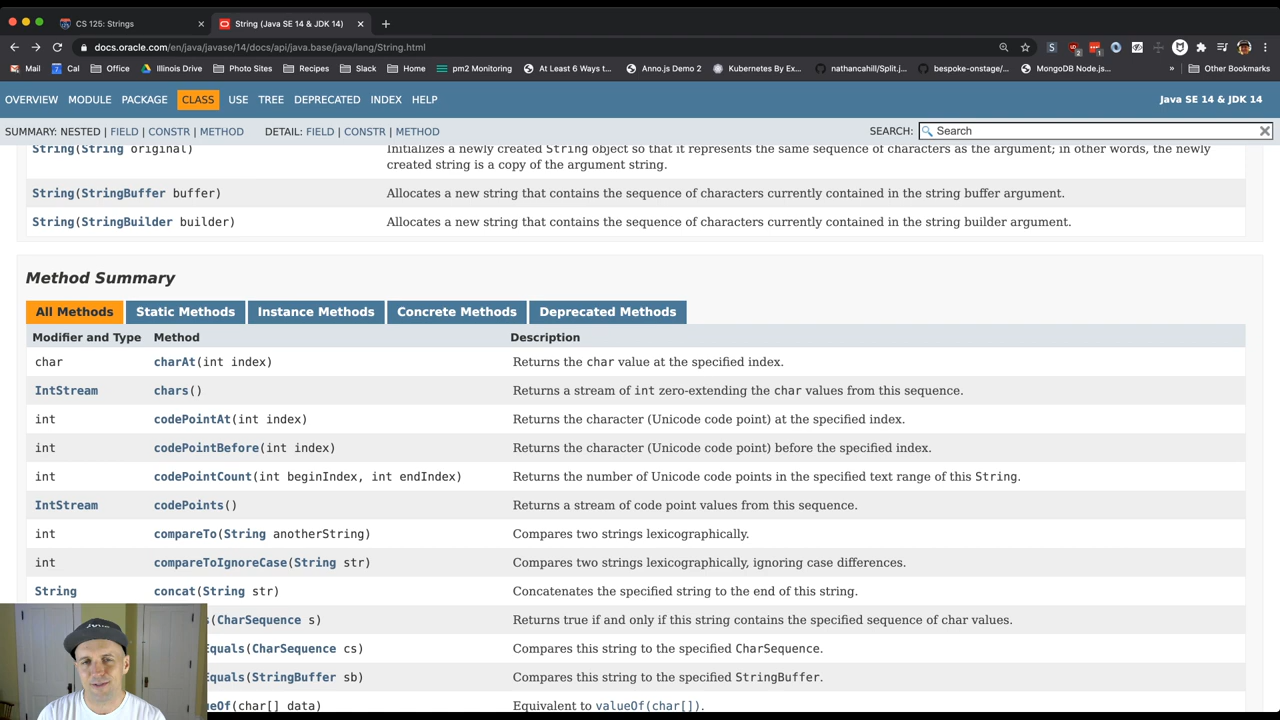 CS 125: Strings
String (Java SE 14 & JDK 14)
docs.oracle.com/en/java/javase/14/docs/api/java.base/java/lang/String.html
Mail Cal Office Illinois Drive Photo Sites Recipes Slack Home pm2 Monitoring At Least 6 Ways t... Anno.js Demo 2 Kubernetes By Ex... nathancahill/Split.j... bespoke-onstage/... MongoDB Node.js... » Other Bookmarks
OVERVIEW MODULE PACKAGE CLASS USE TREE DEPRECATED INDEX HELP Java SE 14 & JDK 14
SUMMARY: NESTED | FIELD | CONSTR | METHOD DETAIL: FIELD | CONSTR | METHOD SEARCH: Search
String(String original) Initializes a newly created String object so that it represents the same sequence of characters as the argument; in other words, the newly
created string is a copy of the argument string.
String(StringBuffer buffer) Allocates a new string that contains the sequence of characters currently contained in the string buffer argument.
String(StringBuilder builder) Allocates a new string that contains the sequence of characters currently contained in the string builder argument.
Method Summary
All Methods Static Methods Instance Methods Concrete Methods Deprecated Methods
Modifier and Type Method Description
char charAt(int index) Returns the char value at the specified index.
IntStream chars() Returns a stream of int zero-extending the char values from this sequence.
int codePointAt(int index) Returns the character (Unicode code point) at the specified index.
int codePointBefore(int index) Returns the character (Unicode code point) before the specified index.
int codePointCount(int beginIndex, int endIndex) Returns the number of Unicode code points in the specified text range of this String.
IntStream codePoints() Returns a stream of code point values from this sequence.
int compareTo(String anotherString) Compares two strings lexicographically.
int compareToIgnoreCase(String str) Compares two strings lexicographically, ignoring case differences.
String concat(String str) Concatenates the specified string to the end of this string.
s(CharSequence s) Returns true if and only if this string contains the specified sequence of char values.
Equals(CharSequence cs) Compares this string to the specified CharSequence.
Equals(StringBuffer sb) Compares this string to the specified StringBuffer.
eOf(char[] data) Equivalent to valueOf(char[]).